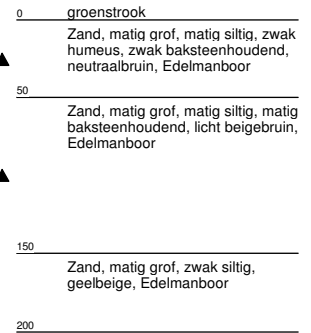 0 groenstrook
Zand, matig grof, matig siltig, zwak
humeus, zwak baksteenhoudend,
neutraalbruin, Edelmanboor
50
Zand, matig grof, matig siltig, matig
baksteenhoudend, licht beigebruin,
Edelmanboor
150
Zand, matig grof, zwak siltig,
geelbeige, Edelmanboor
200